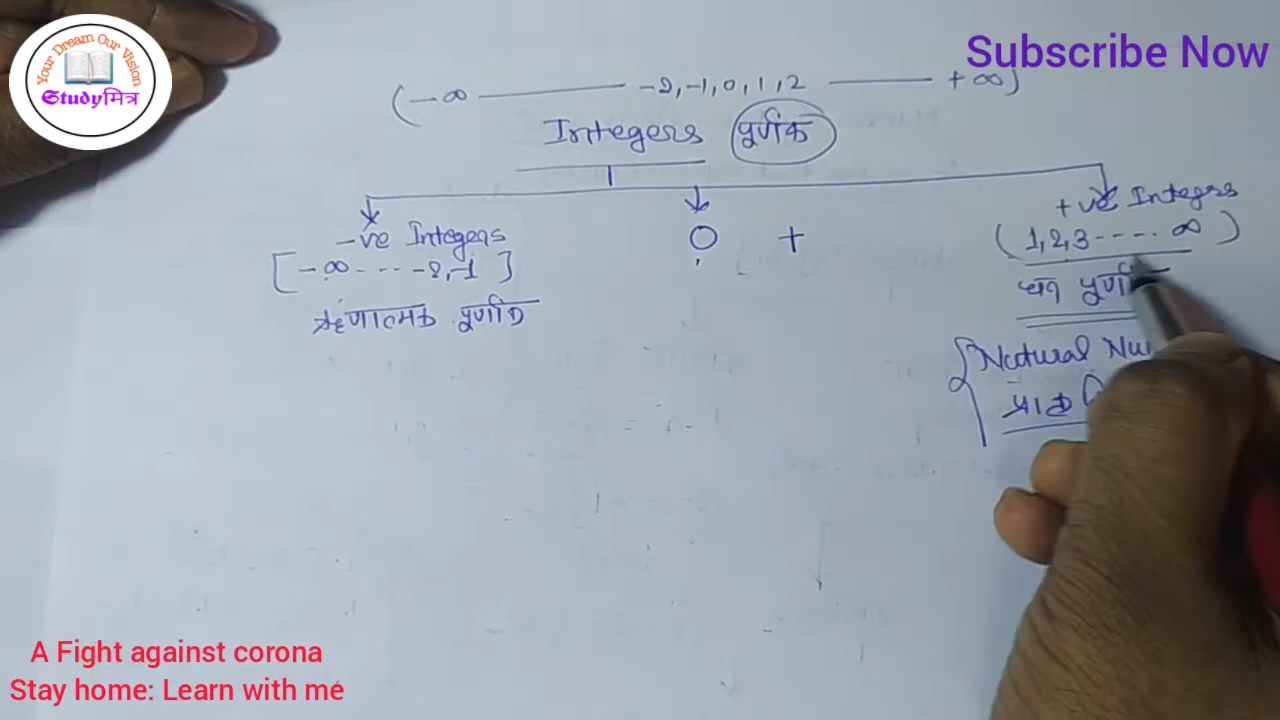 Your Dream Our Vision
Studyमित्र
Subscribe Now
(-∞ ——— -2,-1,0,1,2 ——— +∞)
Integers पूर्णांक
-ve Integers
[-∞ .... -2,-1]
ऋणात्मक पूर्णांक
0 +
+ve Integers
(1,2,3 ..... ∞)
धन
{Natural
A Fight against corona
Stay home: Learn with me